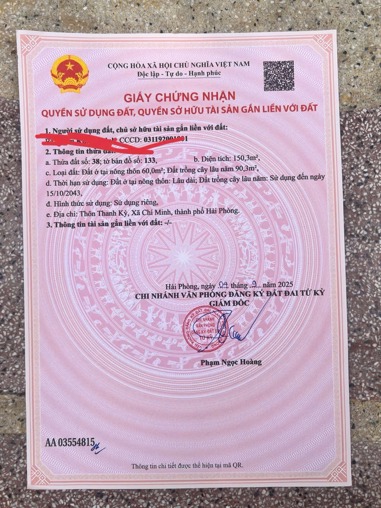 CỘNG HÒA XÃ HỘI CHỦ NGHĨA VIỆT NAM
Độc lập - Tự do - Hạnh phúc
GIẤY CHỨNG NHẬN
QUYỀN SỬ DỤNG ĐẤT, QUYỀN SỞ HỮU TÀI SẢN GẮN LIỀN VỚI ĐẤT
1. Người sử dụng đất, chủ sở hữu tài sản gắn liền với đất:
CCCD:
2. Thông tin thửa
a. Thửa đất số: 38; tờ bản đồ số: 133, b. Diện tích: 150,3m²,
c. Loại đất: Đất ở tại nông thôn 60,0m²; Đất trồng cây lâu năm 90,3m²,
d. Thời hạn sử dụng: Đất ở tại nông thôn: Lâu dài; Đất trồng cây lâu năm: Sử dụng đến ngày
15/10/2043,
đ. Hình thức sử dụng: Sử dụng riêng,
e. Địa chỉ: Thôn Thanh Kỳ, Xã Chí Minh, thành phố Hải Phòng.
3. Thông tin tài sản gắn liền với đất: -/-
Hải Phòng, ngày 04 tháng 9 năm 2025
CHI NHÁNH VĂN PHÒNG ĐĂNG KÝ ĐẤT ĐAI TỨ KỲ
GIÁM ĐỐC
Phạm Ngọc Hoàng
AA 03554815
Thông tin chi tiết được thể hiện tại mã QR.